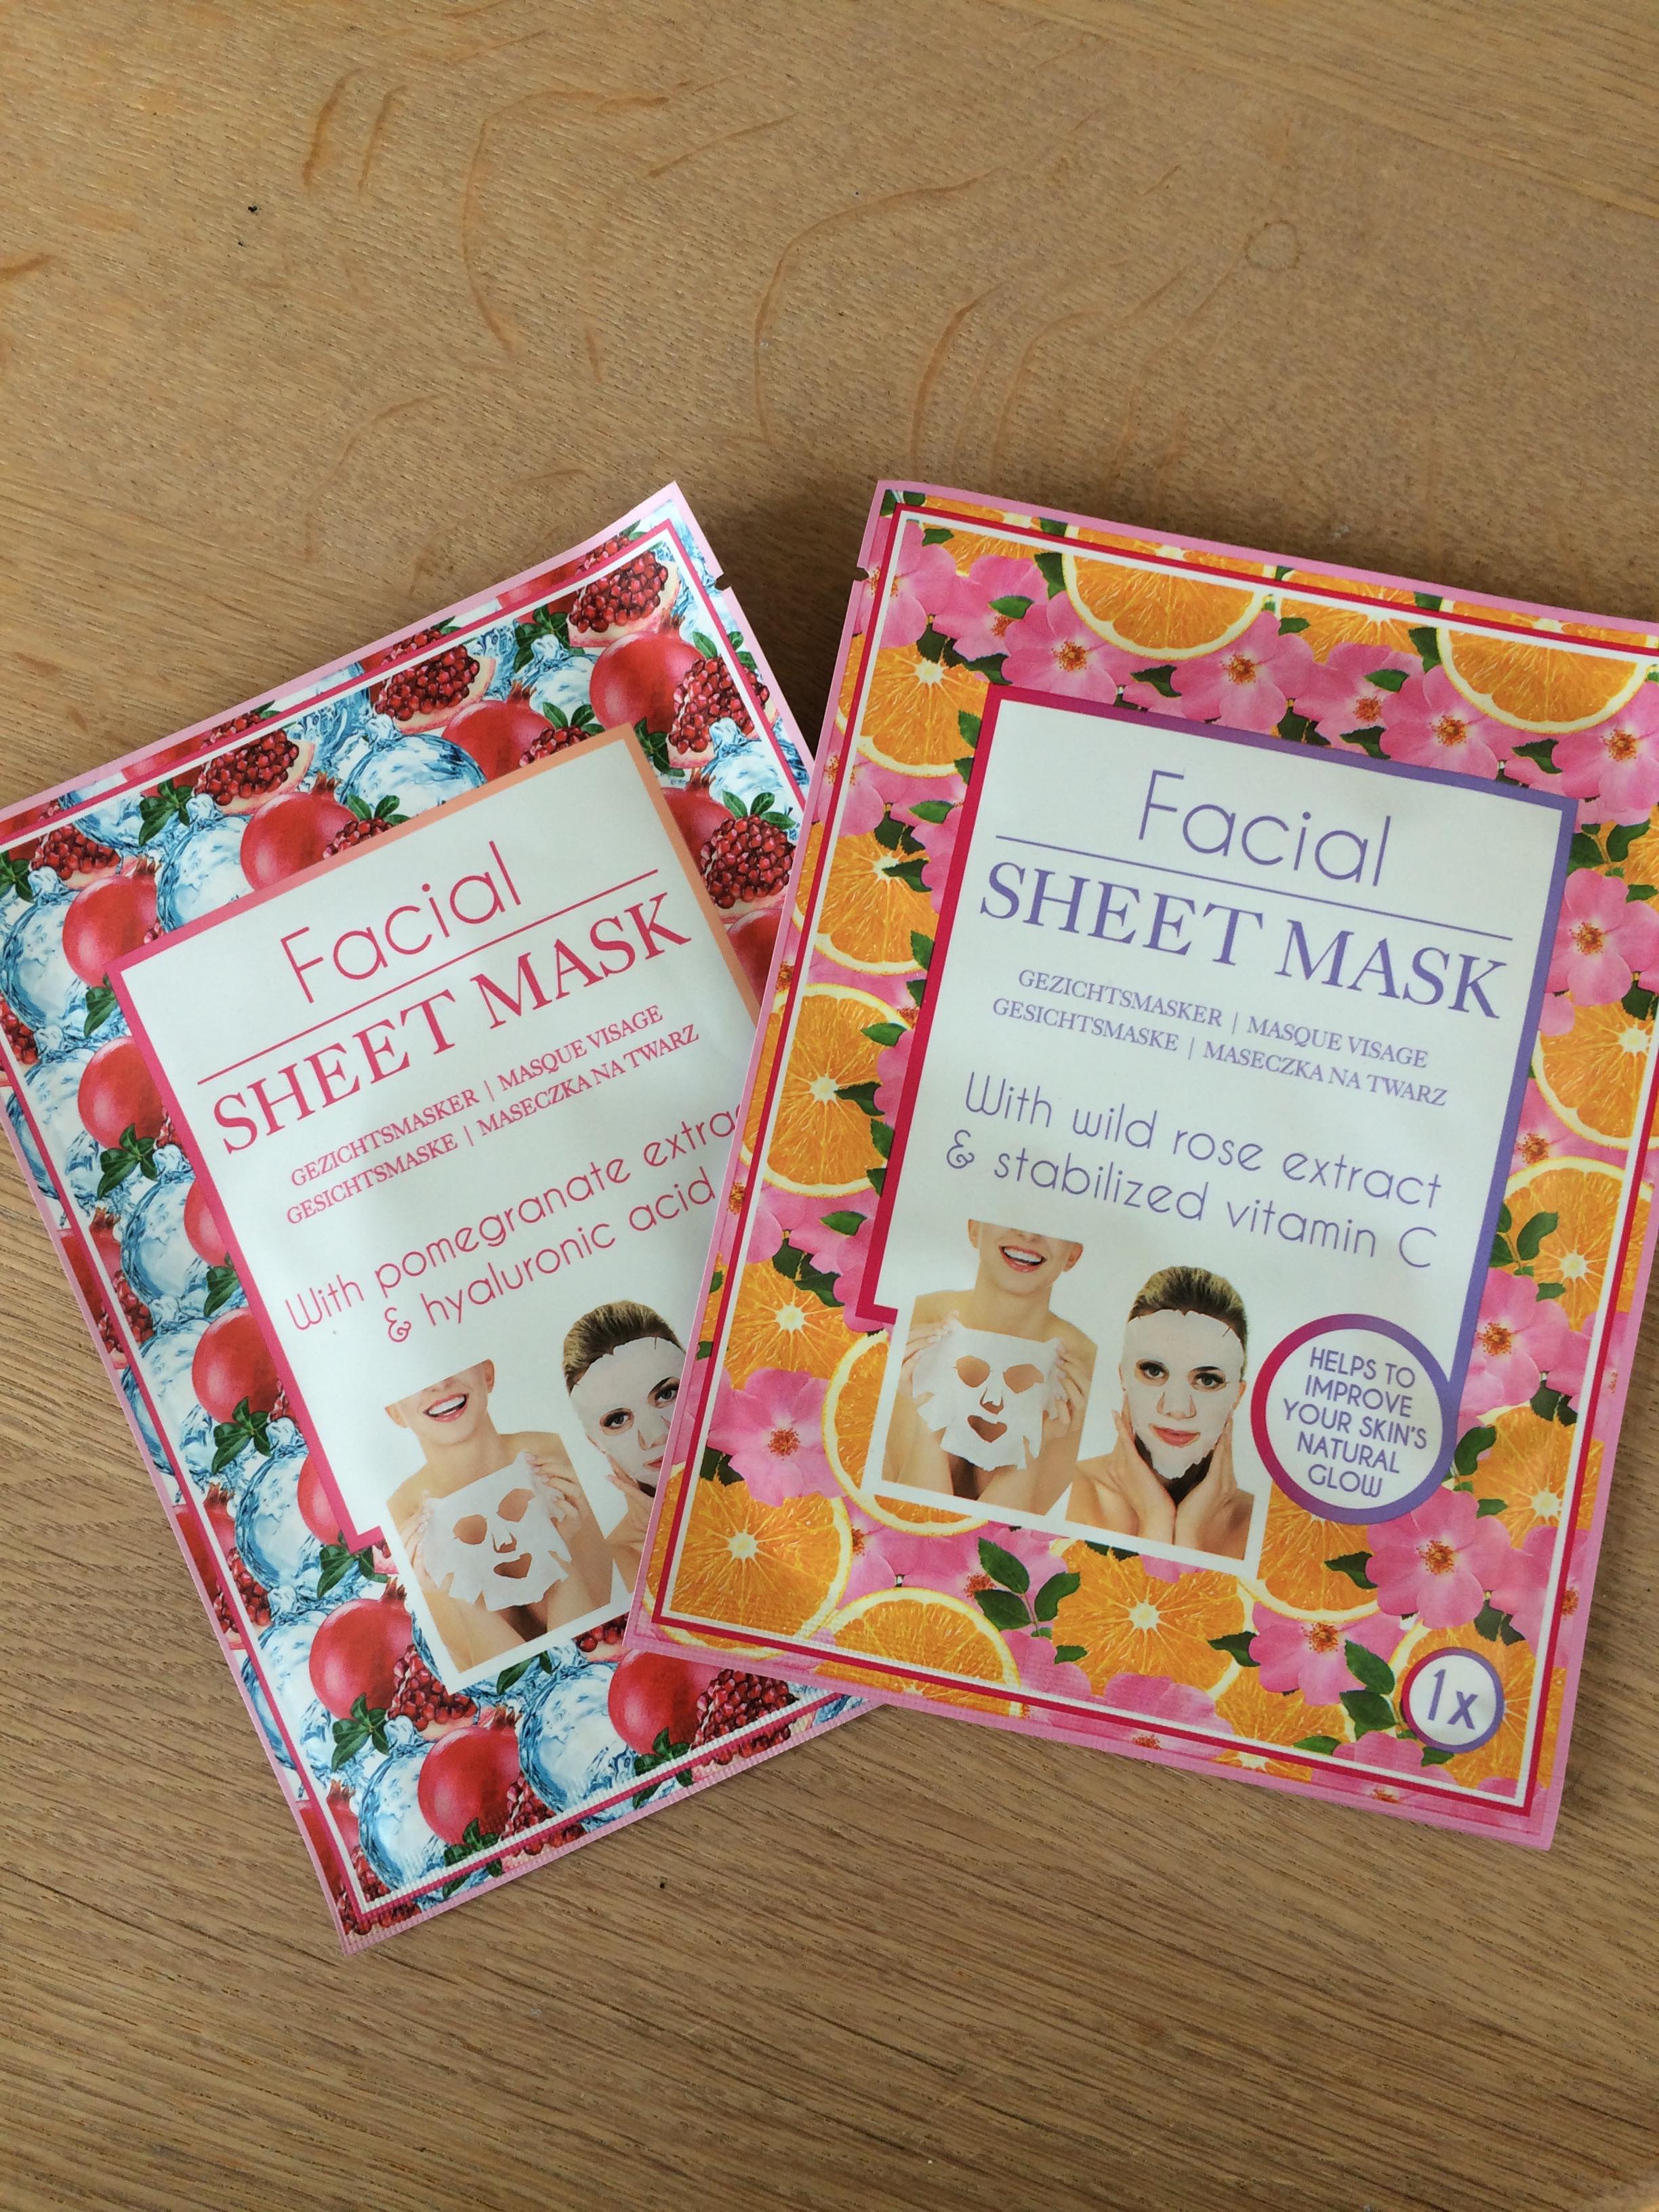 Facial
SHEET MASK
GEZICHTSMASKER | MASQUE VISAGE
GESICHTSMASKE | MASECZKA NA TWARZ
With pomegranate
& hyaluronic acid
Facial
SHEET MASK
GEZICHTSMASKER | MASQUE VISAGE
GESICHTSMASKE | MASECZKA NA TWARZ
With wild rose extract
& stabilized vitamin C
HELPS TO
IMPROVE
YOUR SKIN'S
NATURAL
GLOW
1x